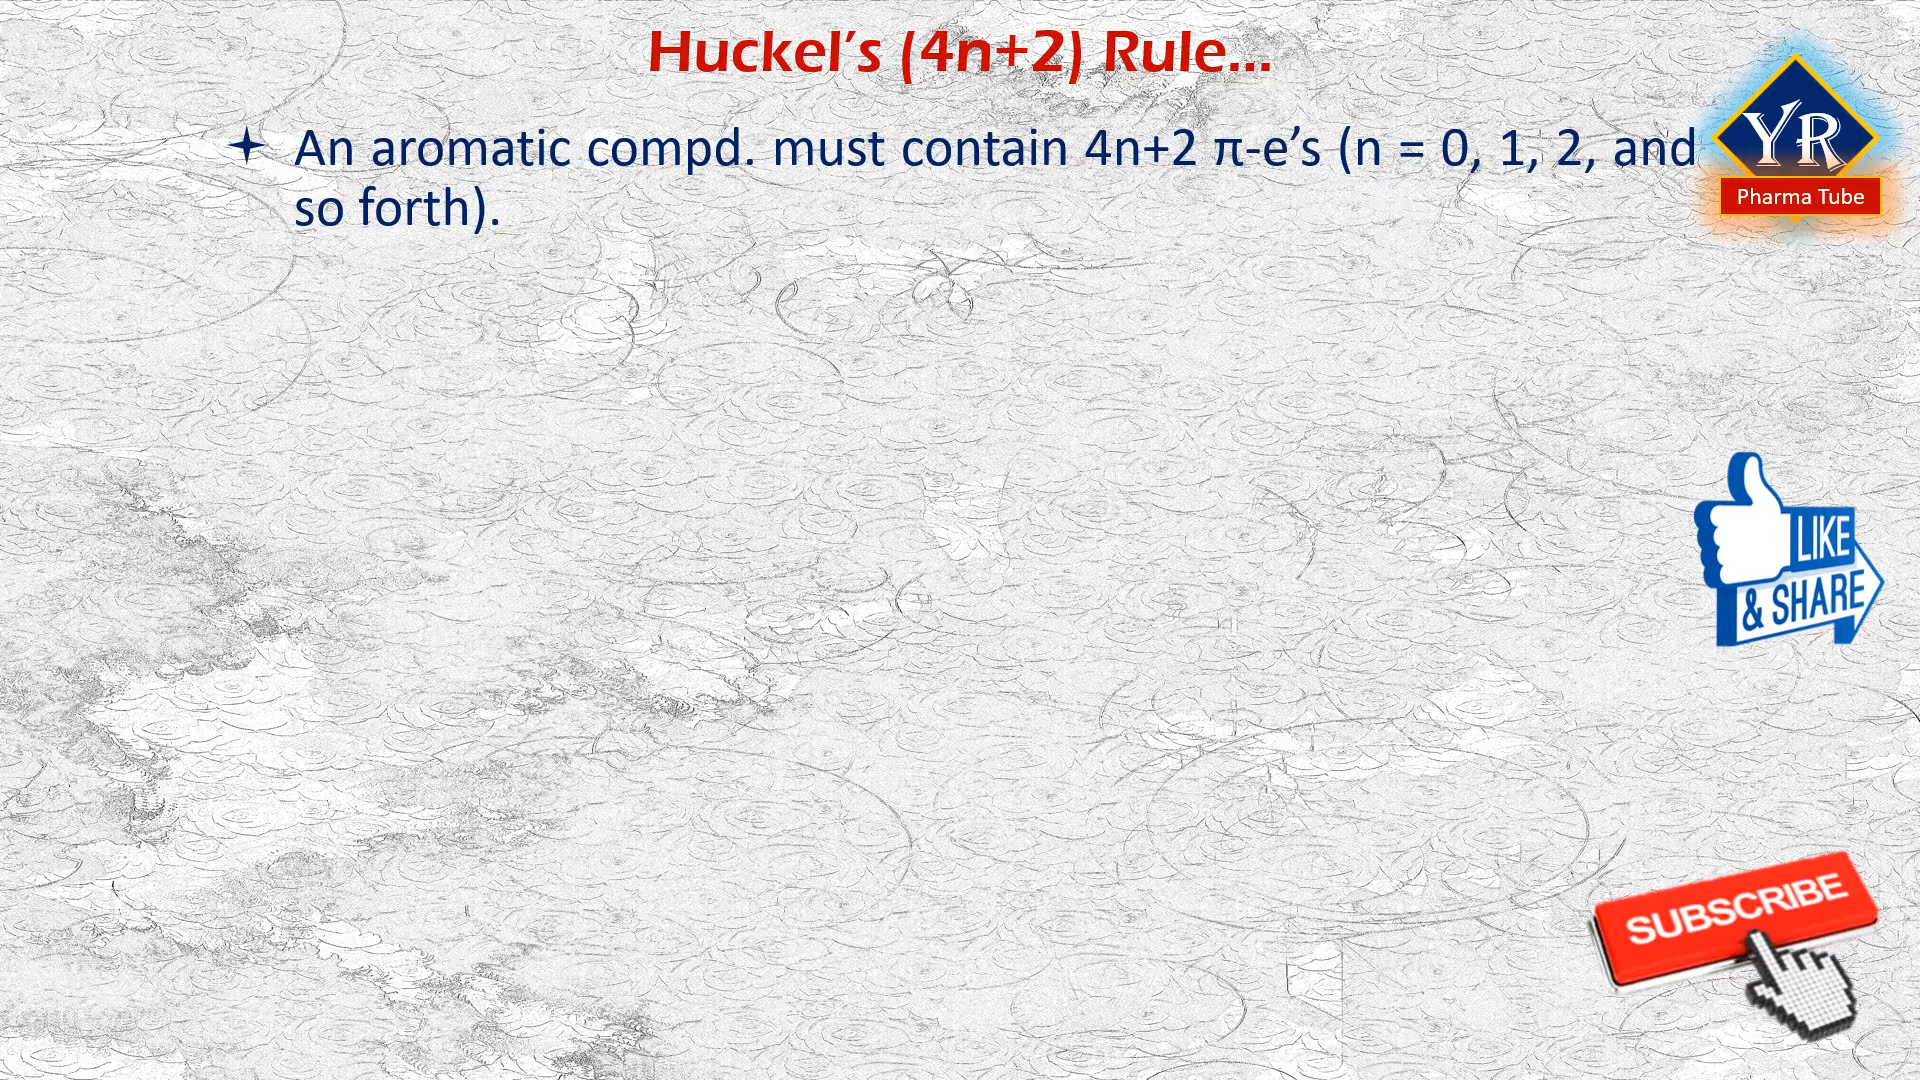 Huckel’s (4n+2) Rule...
An aromatic compd. must contain 4n+2 π-e’s (n = 0, 1, 2, and
so forth).
YR
Pharma Tube
LIKE
& SHARE
SUBSCRIBE